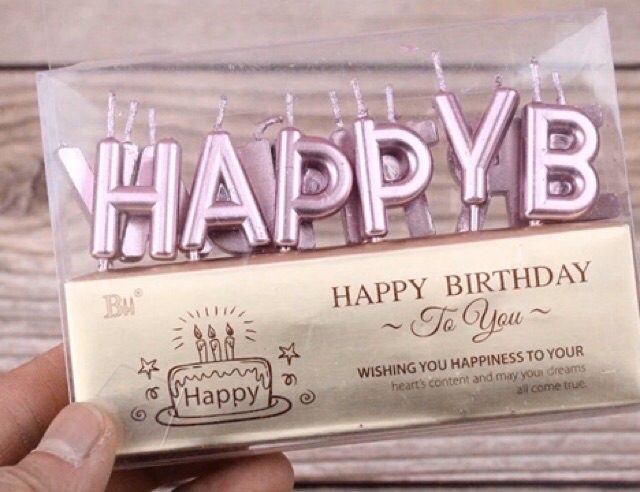 HAPPYB
BH®
HAPPY BIRTHDAY
~ To You ~
WISHING YOU HAPPINESS TO YOUR
heart's content and may your dreams
all come true.
Happy